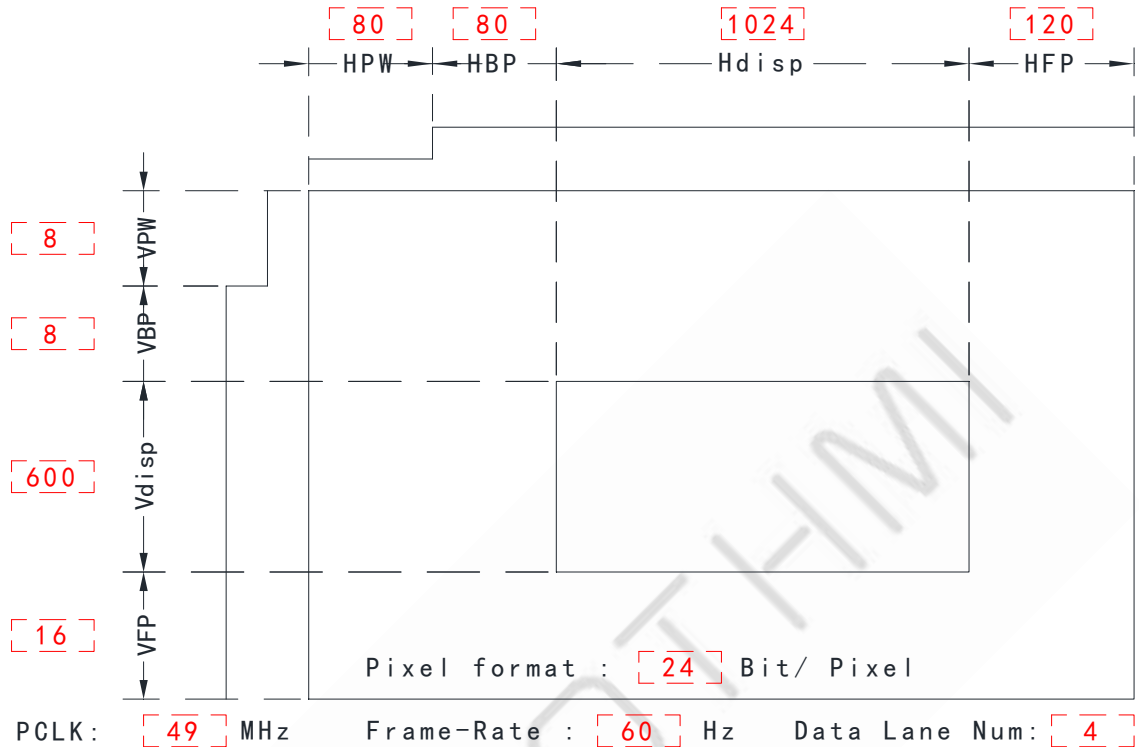 80 80 1024 120
HPW HBP Hdisp HFP
8 VPW
8 VBP
600 Vdisp
16 VFP
Pixel format : 24 Bit/ Pixel
PCLK: 49 MHz Frame-Rate : 60 Hz Data Lane Num: 4